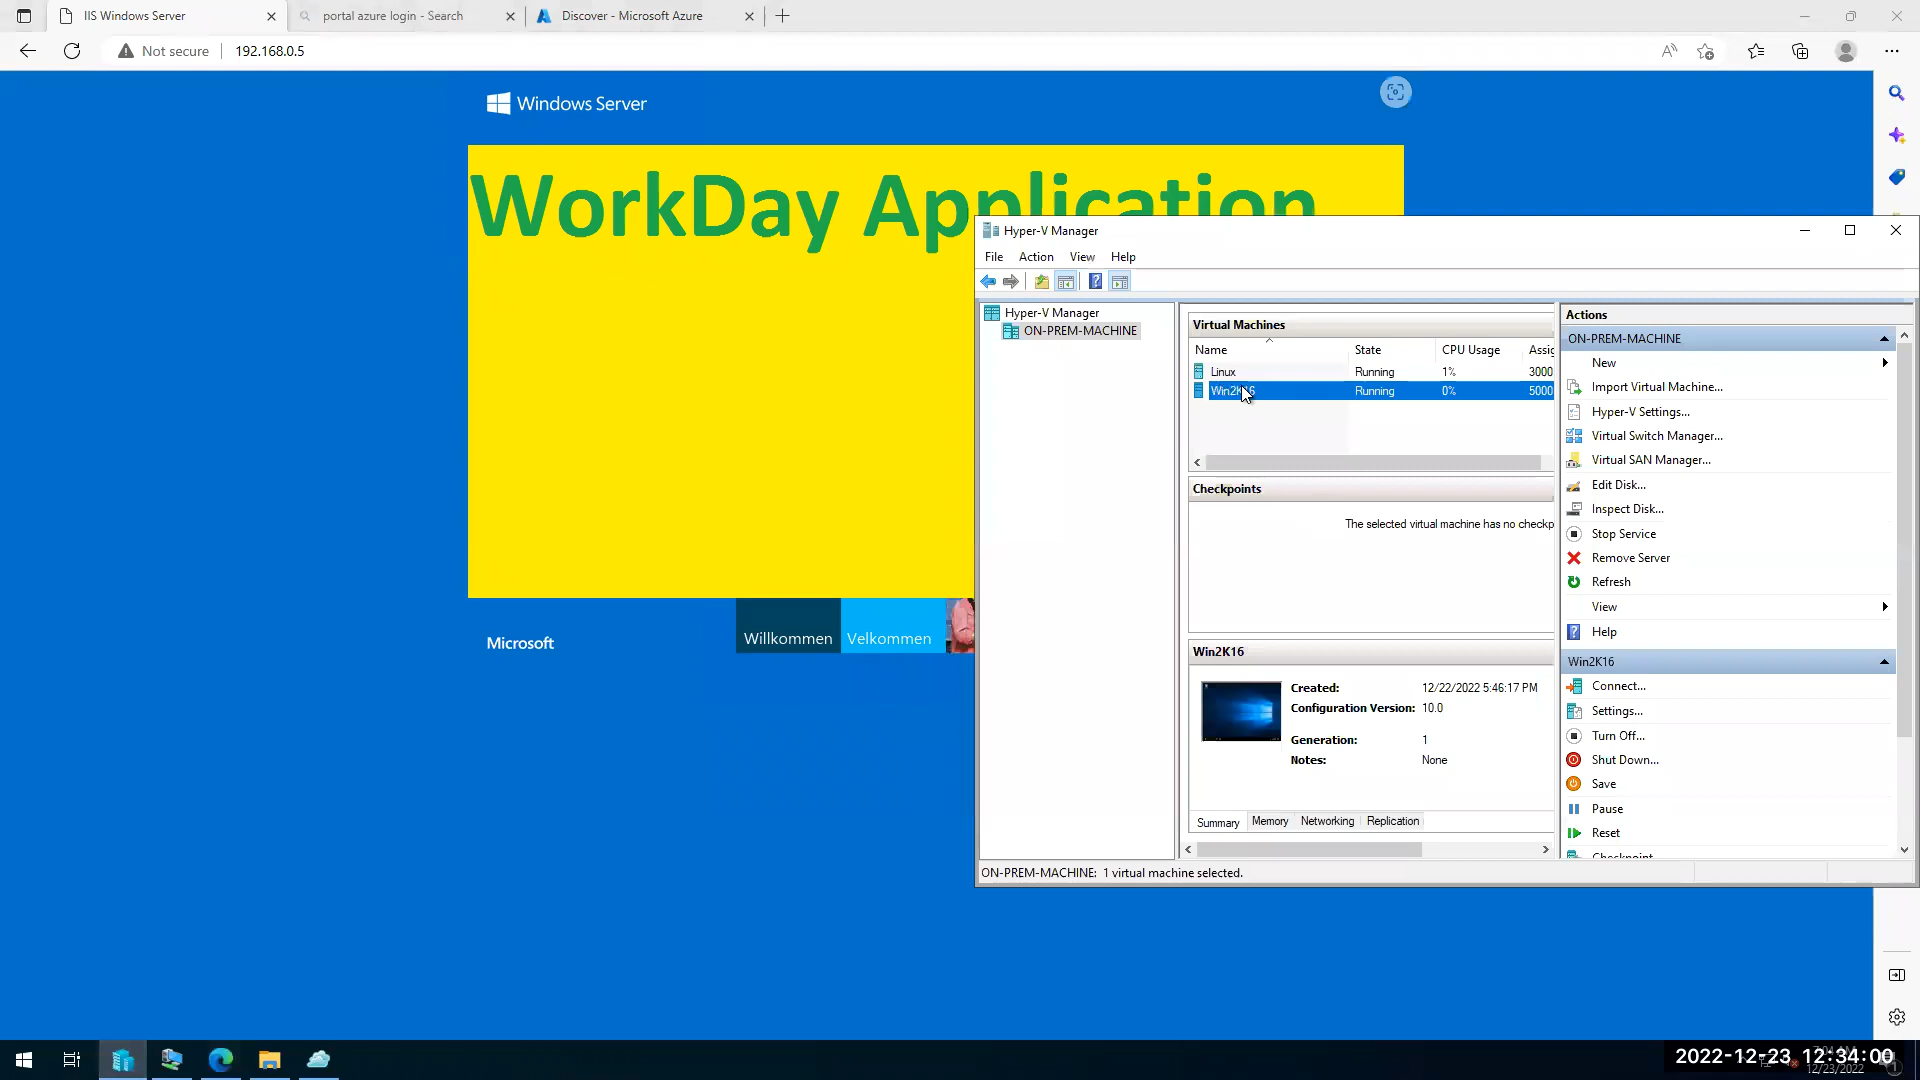 IIS Windows Server
portal azure login - Search
Discover - Microsoft Azure
Not secure
192.168.0.5
Windows Server
WorkDay Application
Willkommen
Velkommen
Microsoft
Hyper-V Manager
File Action View Help
Hyper-V Manager
ON-PREM-MACHINE
Virtual Machines
Name State CPU Usage Assig
Linux Running 1% 3000
Win2K16 Running 0% 5000
Checkpoints
The selected virtual machine has no checkp
Win2K16
Created: 12/22/2022 5:46:17 PM
Configuration Version: 10.0
Generation: 1
Notes: None
Summary Memory Networking Replication
Actions
ON-PREM-MACHINE
New
Import Virtual Machine...
Hyper-V Settings...
Virtual Switch Manager...
Virtual SAN Manager...
Edit Disk...
Inspect Disk...
Stop Service
Remove Server
Refresh
View
Help
Win2K16
Connect...
Settings...
Turn Off...
Shut Down...
Save
Pause
Reset
Checkpoint
ON-PREM-MACHINE: 1 virtual machine selected.
2022-12-23 12:34:00
12/23/2022